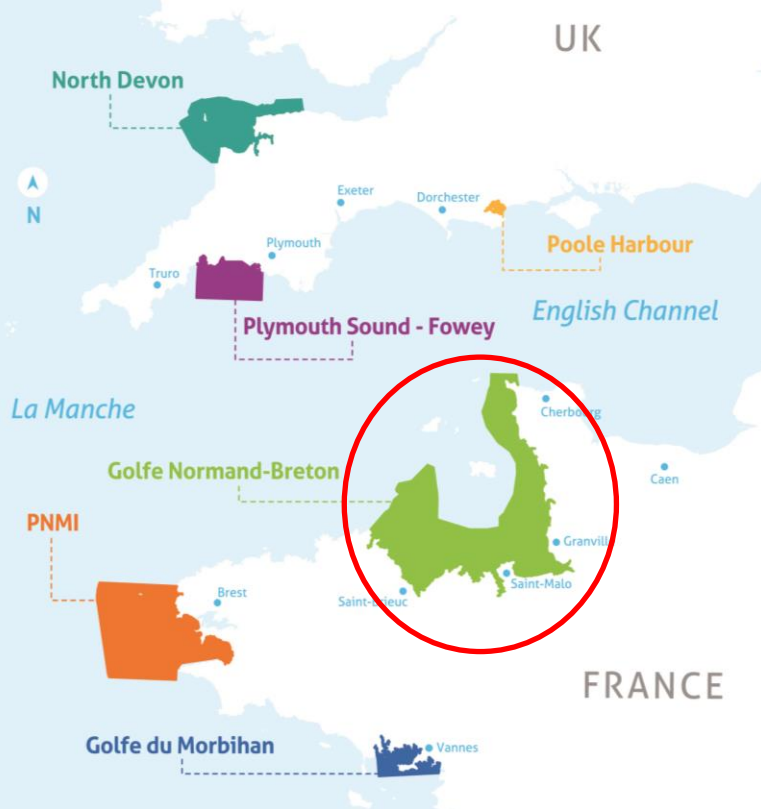 UK
North Devon
N
Exeter
Dorchester
Poole Harbour
Plymouth
Truro
English Channel
Plymouth Sound - Fowey
La Manche
Cherbourg
Golfe Normand-Breton
Caen
PNMI
Granvill
Saint-Malo
Brest
Saint-Brieuc
FRANCE
Golfe du Morbihan
Vannes